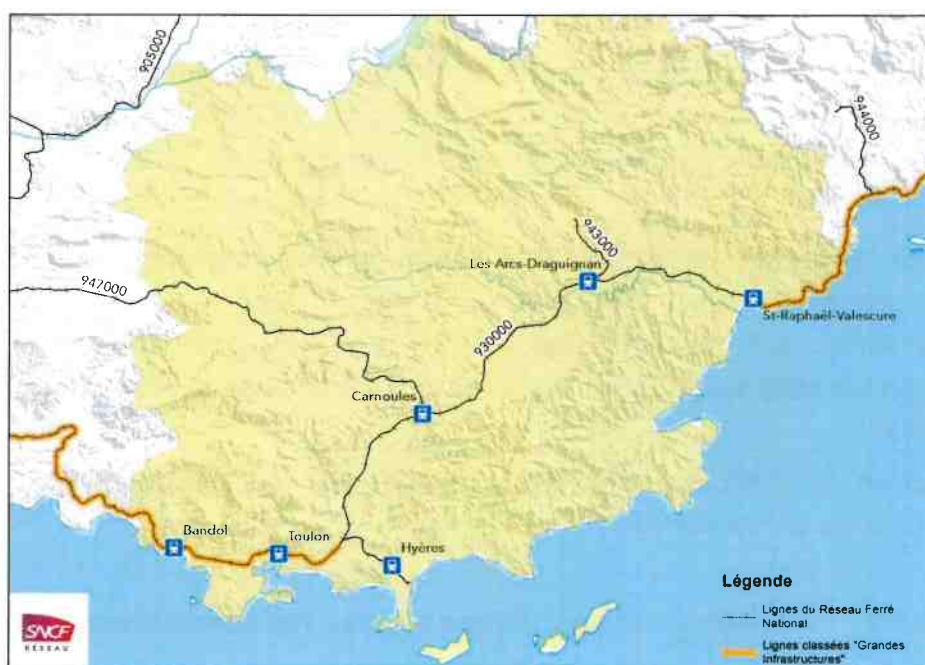 905000
944000
943000
Les Arcs-Draguignan
947000
St-Raphaël-Valescure
930000
Carnoules
Bandol
Toulon
Hyères
Légende
Lignes du Réseau Ferré
National
Lignes classées "Grandes
Infrastructures"
SNCF
RÉSEAU